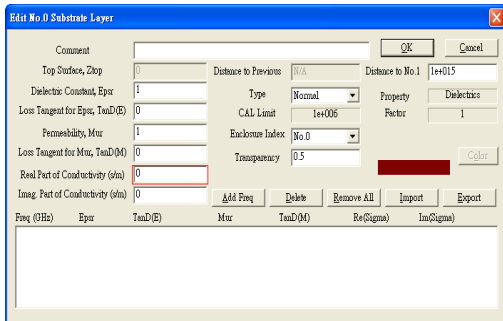 Edit No.0 Substrate Layer
Comment OK Cancel
Top Surface, Ztop 0 Distance to Previous N/A Distance to No.1 1e+015
Dielectric Constant, Epsr 1 Type Normal Property Dielectrics
Loss Tangent for Epsr, TanD(E) 0 CAL Limit 1e+006 Factor 1
Permeability, Mur 1 Enclosure Index No.0
Loss Tangent for Mur, TanD(M) 0 Transparency 0.5 Color
Real Part of Conductivity (s/m) 0
Imag. Part of Conductivity (s/m) 0 Add Freq Delete Remove All Import Export
Freq (GHz) Epsr TanD(E) Mur TanD(M) Re(Sigma) Im(Sigma)